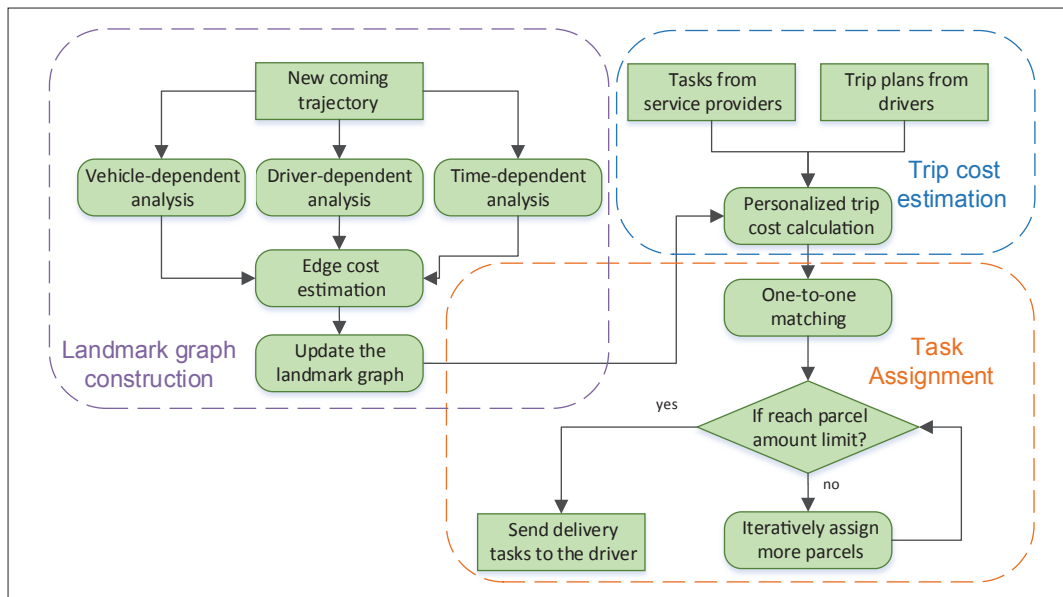 New coming
trajectory
Vehicle-dependent
analysis
Driver-dependent
analysis
Time-dependent
analysis
Edge cost
estimation
Update the
landmark graph
Landmark graph
construction
Tasks from
service providers
Trip plans from
drivers
Trip cost
estimation
Personalized trip
cost calculation
One-to-one
matching
Task
Assignment
If reach parcel
amount limit?
yes
no
Send delivery
tasks to the driver
Iteratively assign
more parcels